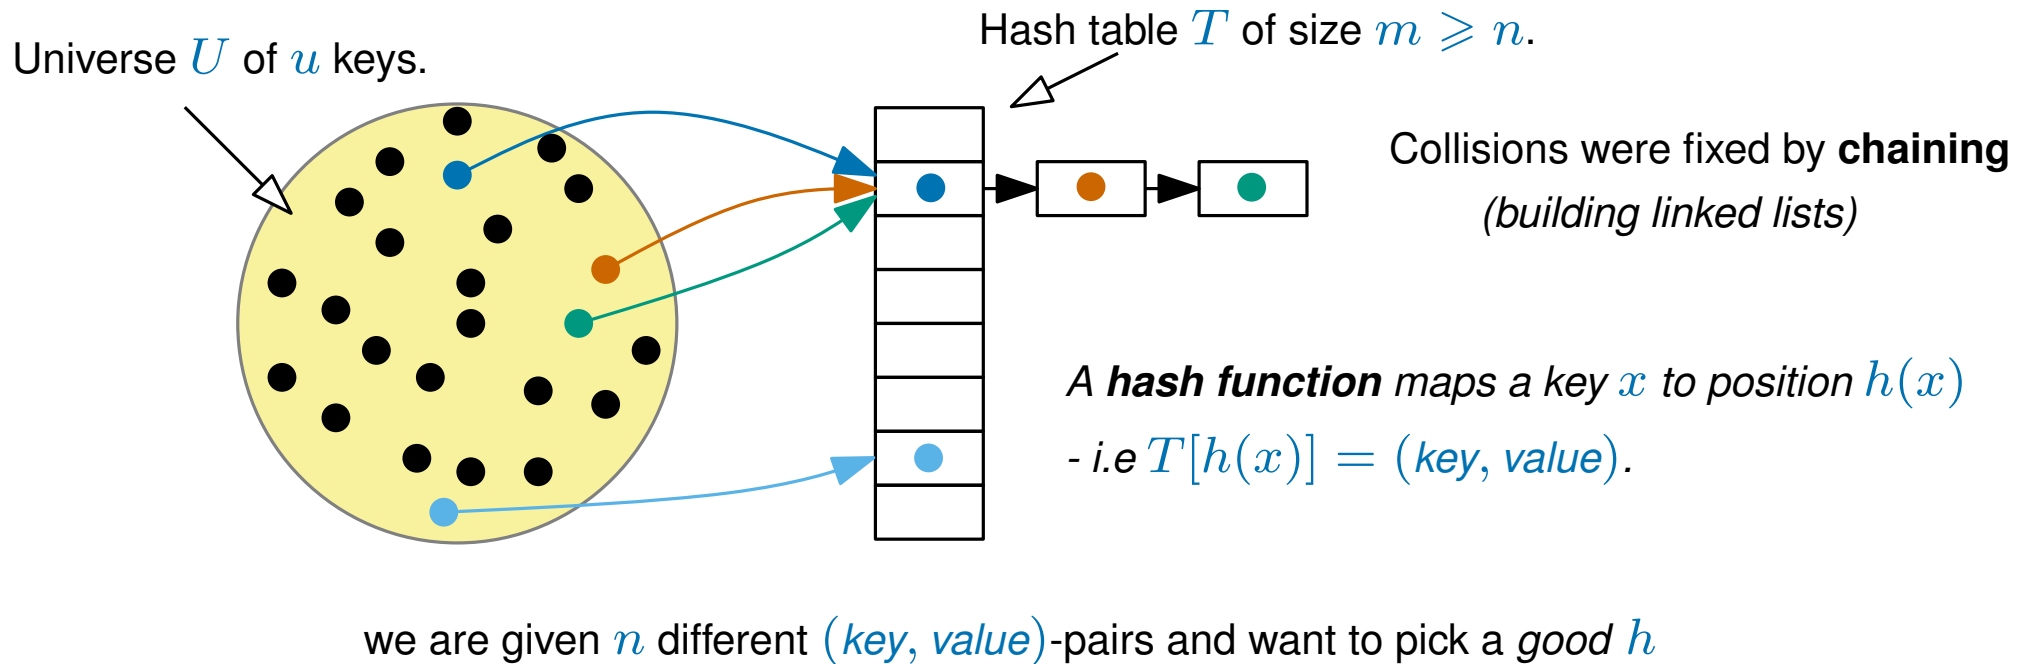 Hash table T of size m ⩾ n.
Universe U of u keys.
Collisions were fixed by chaining
(building linked lists)
A hash function maps a key x to position h(x)
- i.e T[h(x)] = (key, value).
we are given n different (key, value)-pairs and want to pick a good h